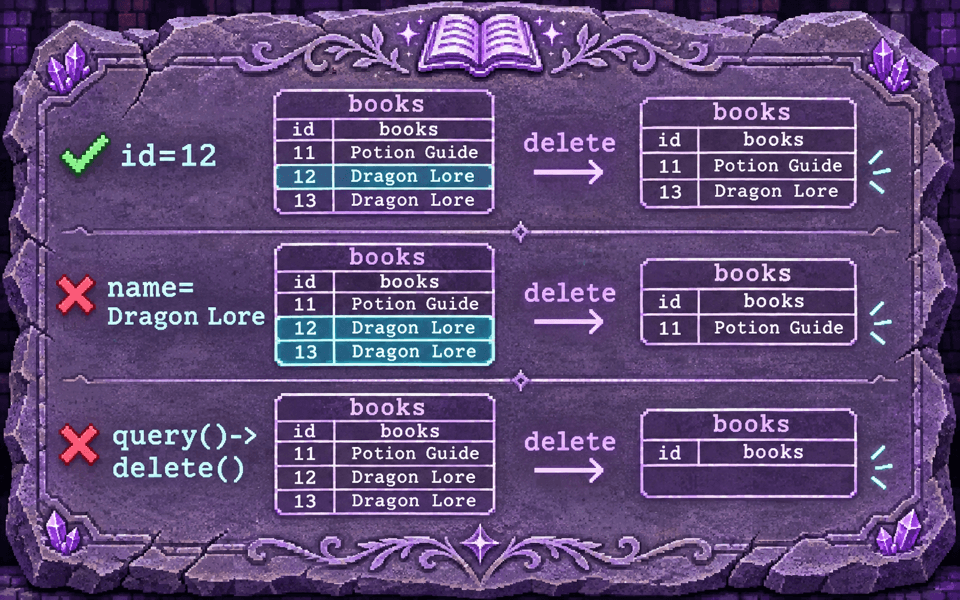 id=12
books
id books
11 Potion Guide
12 Dragon Lore
13 Dragon Lore
delete
books
id books
11 Potion Guide
13 Dragon Lore
name=
Dragon Lore
books
id books
11 Potion Guide
12 Dragon Lore
13 Dragon Lore
delete
books
id books
11 Potion Guide
query()->
delete()
books
id books
11 Potion Guide
12 Dragon Lore
13 Dragon Lore
delete
books
id books